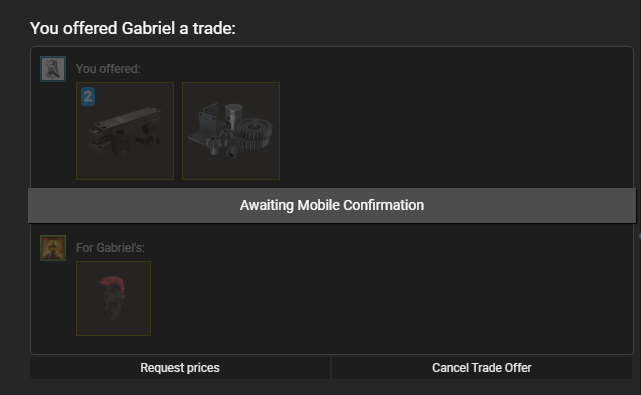 You offered Gabriel a trade:
You offered:
2
Awaiting Mobile Confirmation
For Gabriel's:
Request prices
Cancel Trade Offer